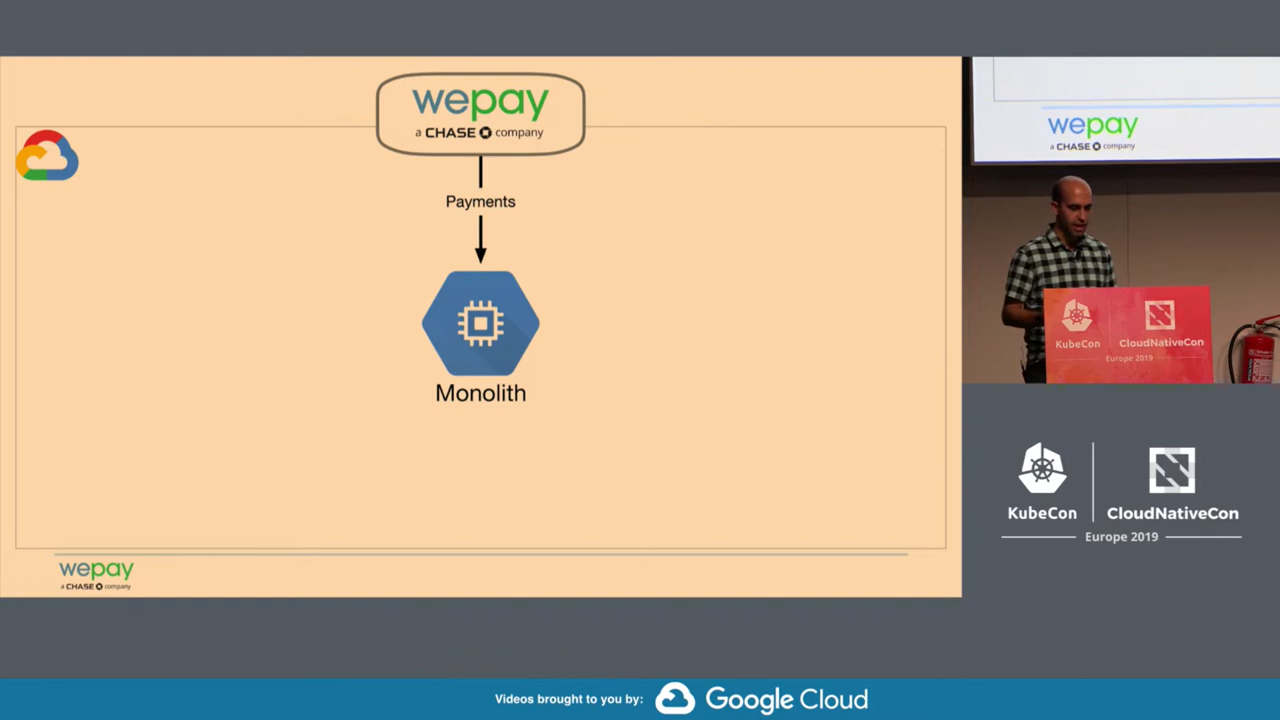 wepay
a CHASE company
Payments
Monolith
wepay
a CHASE company
wepay
a CHASE company
KubeCon
CloudNativeCon
Europe 2019
KubeCon
CloudNativeCon
Europe 2019
Videos brought to you by:
Google Cloud